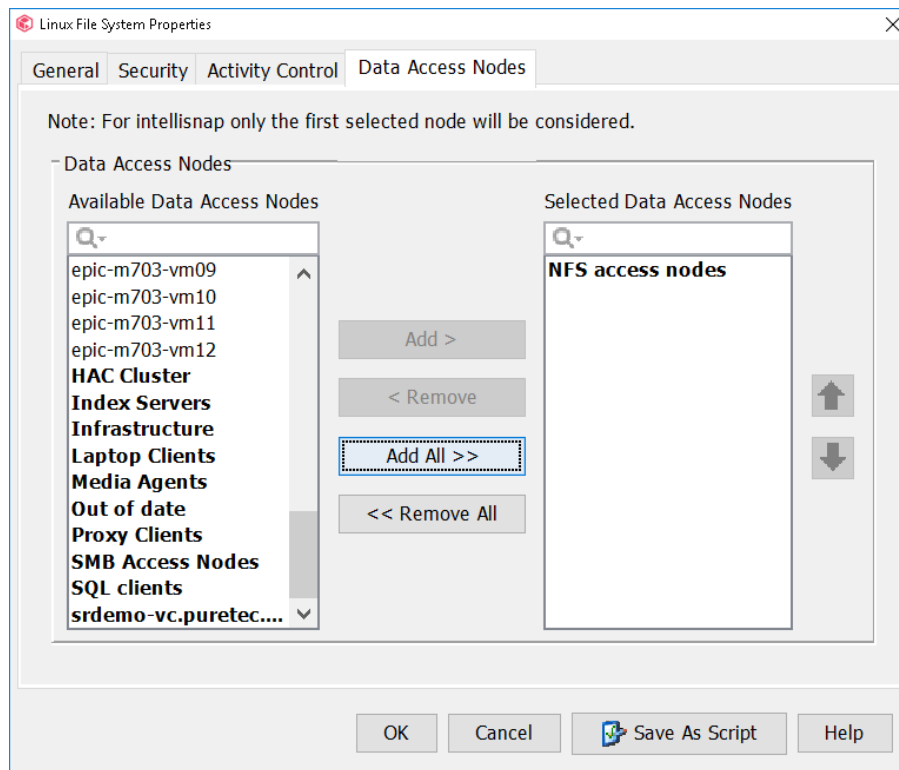 Linux File System Properties
General Security Activity Control Data Access Nodes
Note: For intellisnap only the first selected node will be considered.
Data Access Nodes
Available Data Access Nodes
epic-m703-vm09
epic-m703-vm10
epic-m703-vm11
epic-m703-vm12
HAC Cluster
Index Servers
Infrastructure
Laptop Clients
Media Agents
Out of date
Proxy Clients
SMB Access Nodes
SQL clients
srdemo-vc.puretec....
Add >
< Remove
Add All >>
<< Remove All
Selected Data Access Nodes
NFS access nodes
OK Cancel Save As Script Help